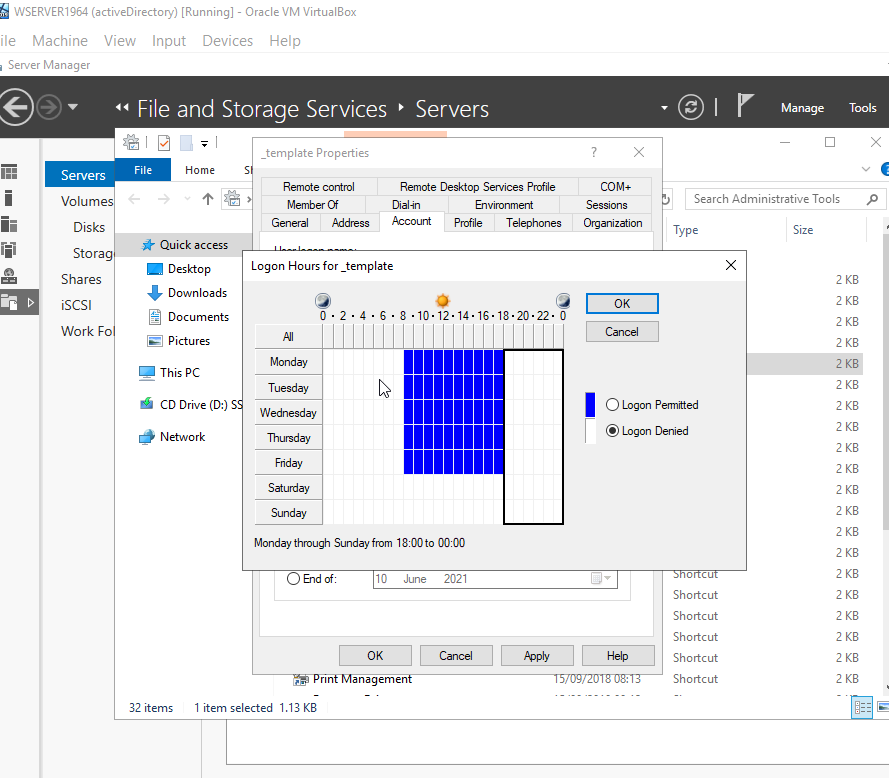 WSERVER1964 (activeDirectory) [Running] - Oracle VM VirtualBox
ile Machine View Input Devices Help
Server Manager
File and Storage Services Servers
Manage Tools
Servers
Volumes
Disks
Storag
Shares
iSCSI
Work Fol
File Home
Search Administrative Tools
Type Size
Quick access
Desktop
Downloads
Documents
Pictures
This PC
CD Drive (D:) SS
Network
_template Properties ?
Remote control Remote Desktop Services Profile COM+
Member Of Dial-in Environment Sessions
General Address Account Profile Telephones Organization
User logon name:
Logon Hours for _template
0 · 2 · 4 · 6 · 8 · 10 · 12 · 14 · 16 · 18 · 20 · 22 · 0
All
Monday
Tuesday
Wednesday
Thursday
Friday
Saturday
Sunday
OK
Cancel
Logon Permitted
Logon Denied
Monday through Sunday from 18:00 to 00:00
2 KB
2 KB
2 KB
2 KB
2 KB
2 KB
2 KB
2 KB
2 KB
2 KB
2 KB
2 KB
2 KB
2 KB
Shortcut 2 KB
Shortcut 2 KB
Shortcut 2 KB
Shortcut 2 KB
Shortcut 2 KB
End of: 10 June 2021
OK Cancel Apply Help
Print Management 15/09/2018 08:13 Shortcut 2 KB
32 items 1 item selected 1.13 KB